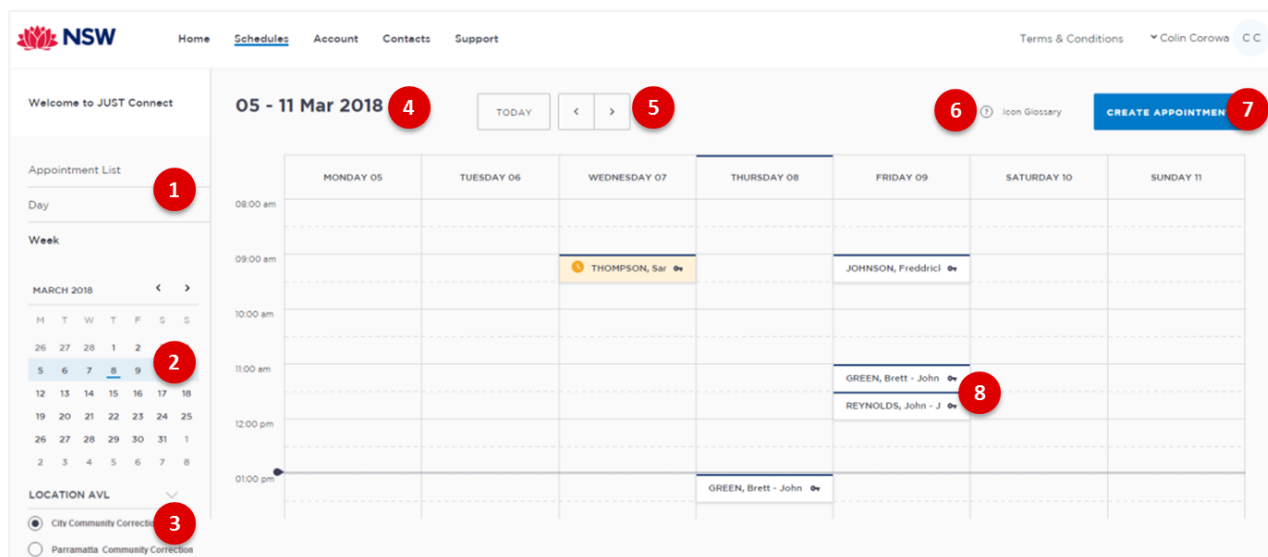 NSW
Home Schedules Account Contacts Support
Terms & Conditions Colin Corowa C C
Welcome to JUST Connect
05 - 11 Mar 2018 4
TODAY < > 5
6 ? Icon Glossary
CREATE APPOINTMEN 7
Appointment List
1
Day
Week
MARCH 2018 < >
M T W T F S S
26 27 28 1 2
5 6 7 8 9 2
12 13 14 15 16 17 18
19 20 21 22 23 24 25
26 27 28 29 30 31 1
2 3 4 5 6 7 8
LOCATION AVL
City Community Correctio 3
Parramatta Community Correction
MONDAY 05 TUESDAY 06 WEDNESDAY 07 THURSDAY 08 FRIDAY 09 SATURDAY 10 SUNDAY 11
08:00 am
09:00 am
THOMPSON, Sar
JOHNSON, Freddricl
10:00 am
11:00 am
GREEN, Brett - John
8
REYNOLDS, John - J
12:00 pm
01:00 pm
GREEN, Brett - John